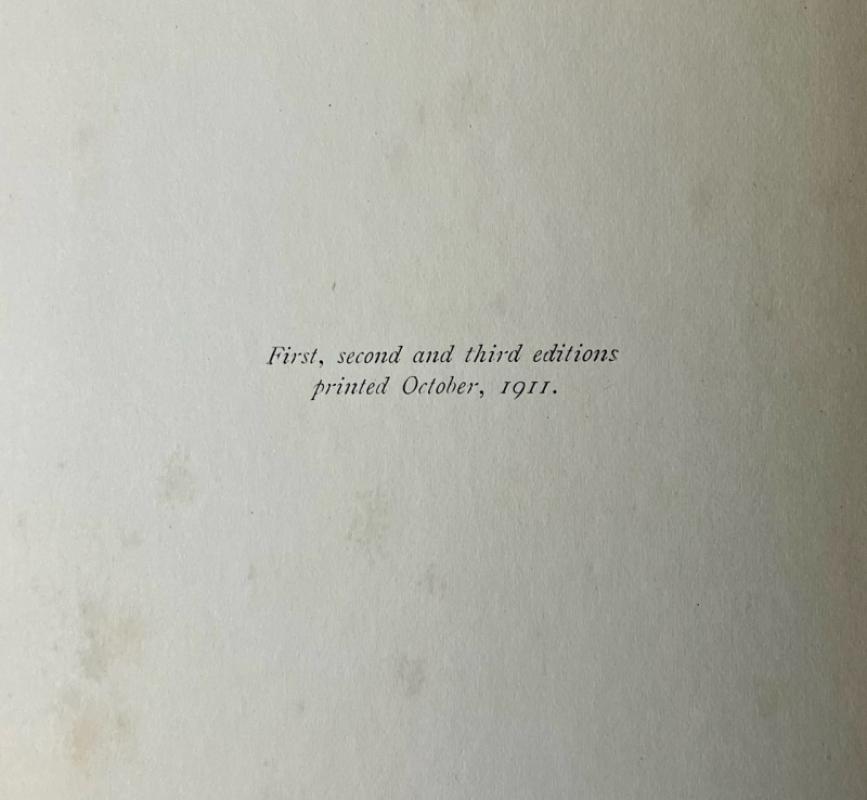 First, second and third editions
printed October, 1911.